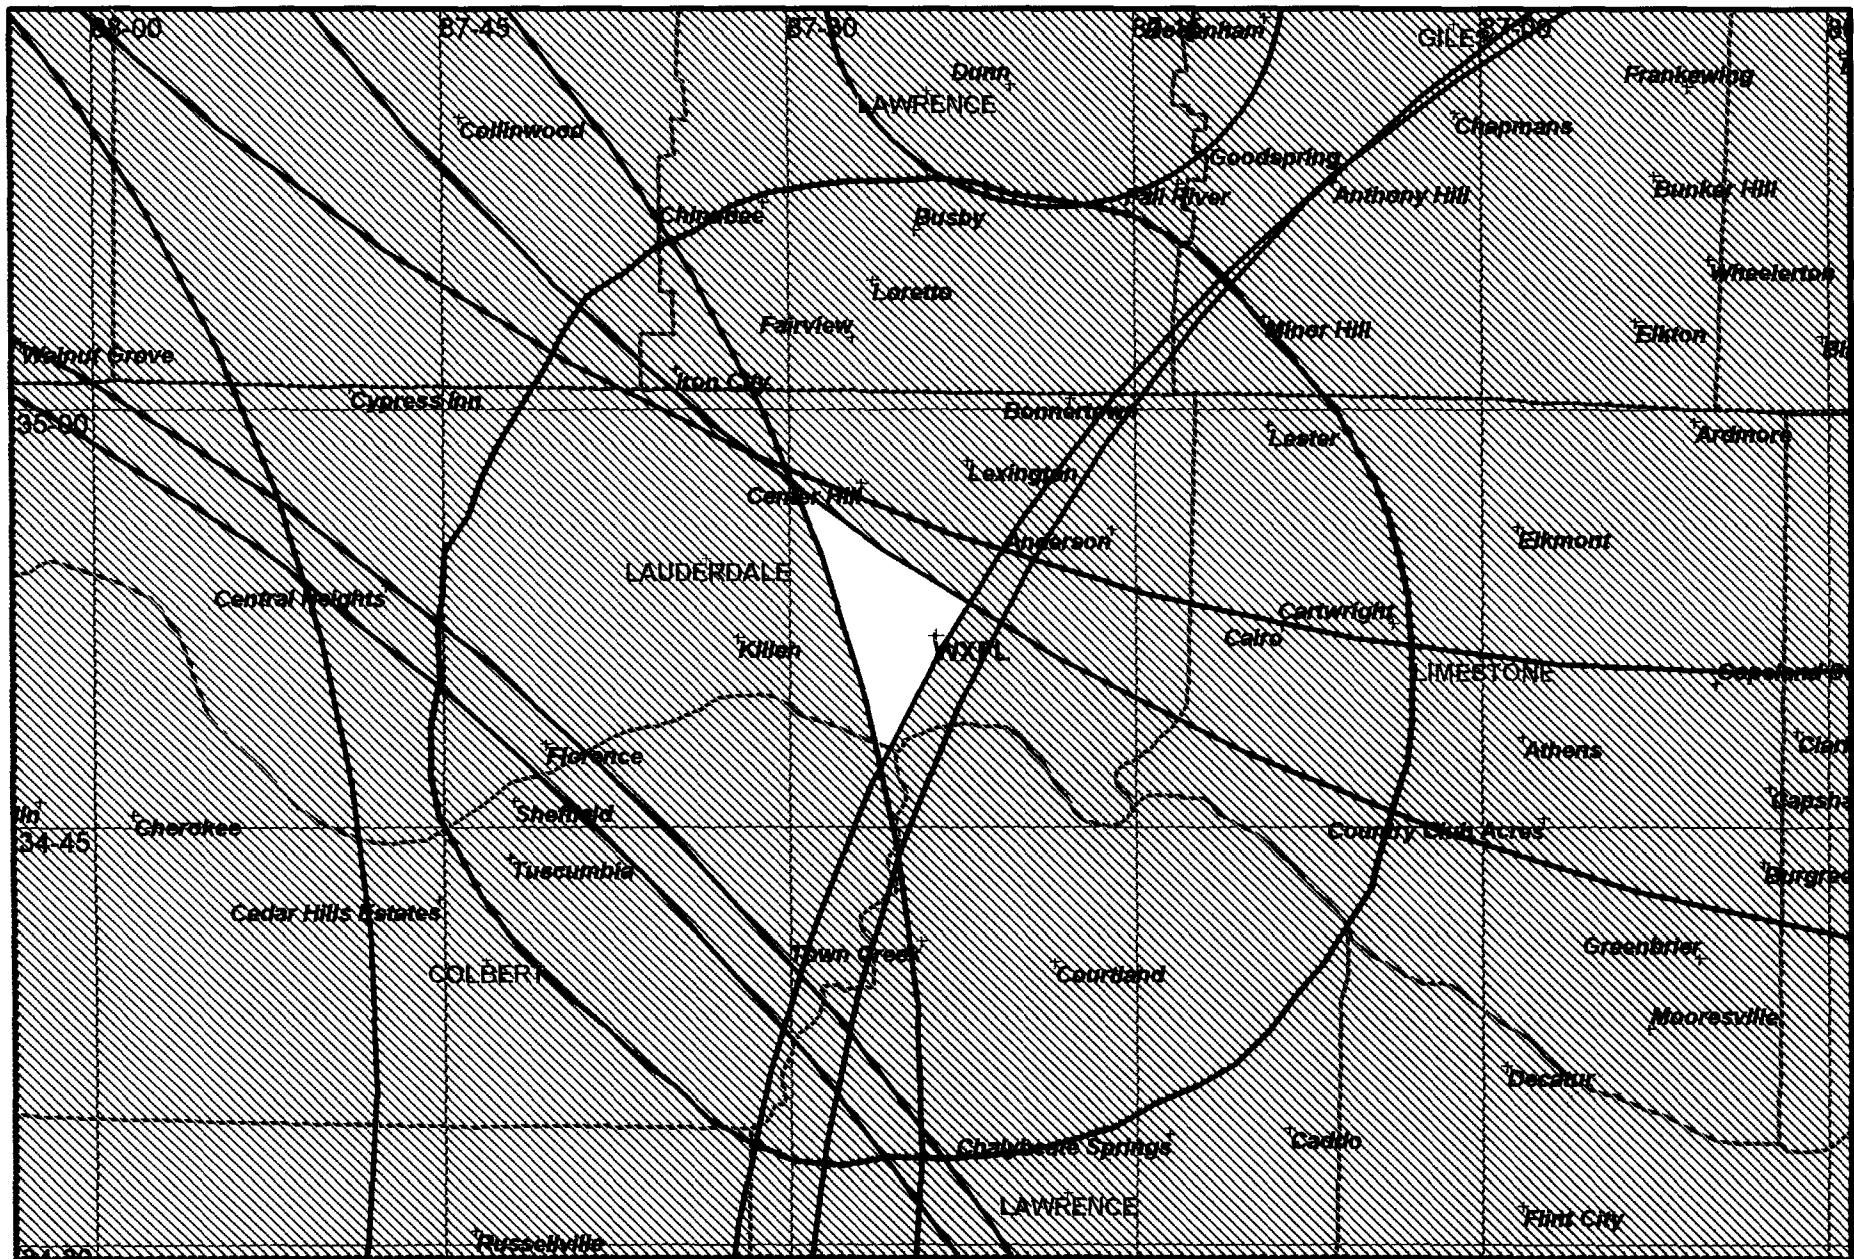 88-00 87-45 87-30 GILES 87-00
Dunn
Frankewing
LAWRENCE
Collinwood
Chapmans
Goodspring
Bunker Hill
Anthony Hill
Fall River
Busby
Wheelerton
Loretto
Fairview
Minor Hill
Elkton
Walnut Grove
Iron City
Cypress Inn
Bonnertown
35-00
Lester
Ardmore
Lexington
Center Hill
Anderson
Elkmont
LAUDERDALE
Central Heights
Cartwright
Cairo
Killen
WXFL
LIMESTONE
Florence
Athens
Sheffield
Cherokee
Country Club Acres
34-45
Tuscumbia
Cedar Hills Estates
Greenbrier
Town Creek
COLBERT
Courtland
Mooresville
Decatur
Chalybeate Springs
Caddo
LAWRENCE
Flint City
Russellville